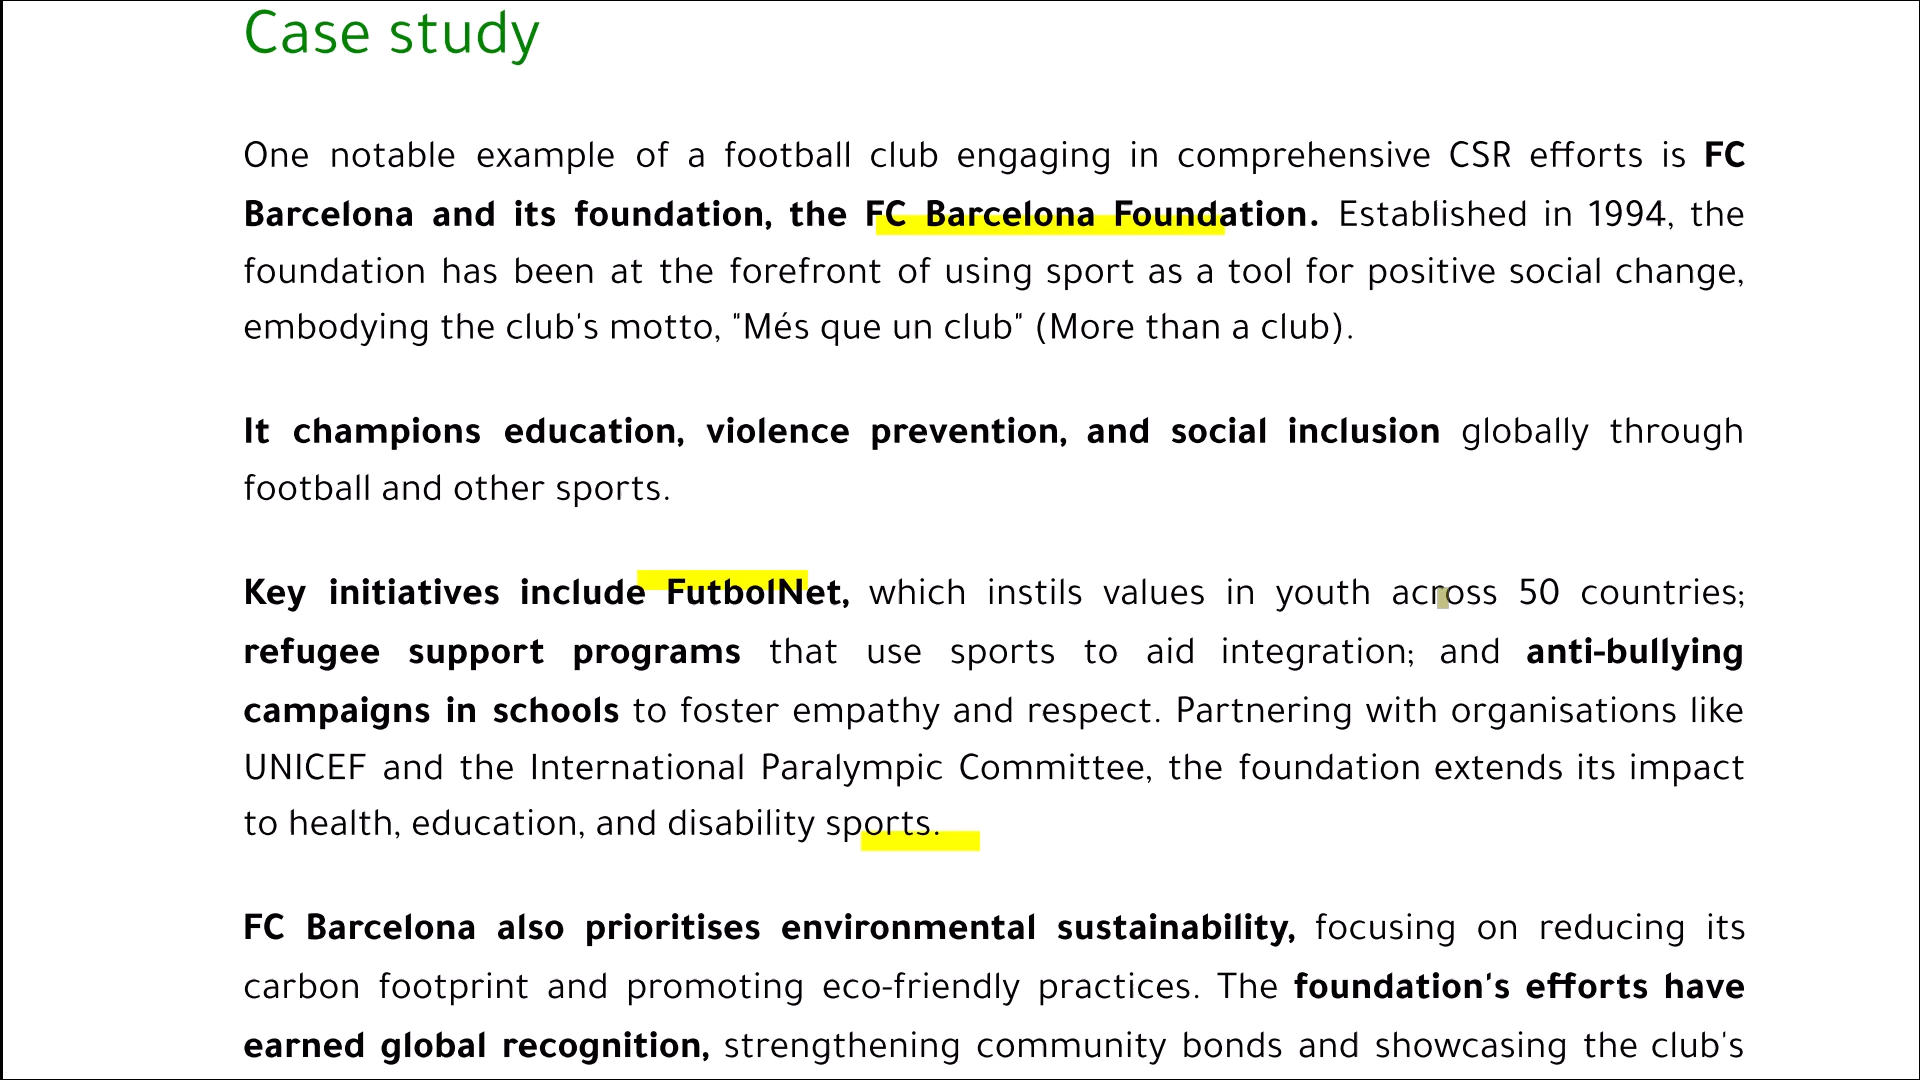 Case study
One notable example of a football club engaging in comprehensive CSR efforts is FC
Barcelona and its foundation, the FC Barcelona Foundation. Established in 1994, the
foundation has been at the forefront of using sport as a tool for positive social change,
embodying the club's motto, "Més que un club" (More than a club).
It champions education, violence prevention, and social inclusion globally through
football and other sports.
Key initiatives include FutbolNet, which instils values in youth across 50 countries;
refugee support programs that use sports to aid integration; and anti-bullying
campaigns in schools to foster empathy and respect. Partnering with organisations like
UNICEF and the International Paralympic Committee, the foundation extends its impact
to health, education, and disability sports.
FC Barcelona also prioritises environmental sustainability, focusing on reducing its
carbon footprint and promoting eco-friendly practices. The foundation's efforts have
earned global recognition, strengthening community bonds and showcasing the club's